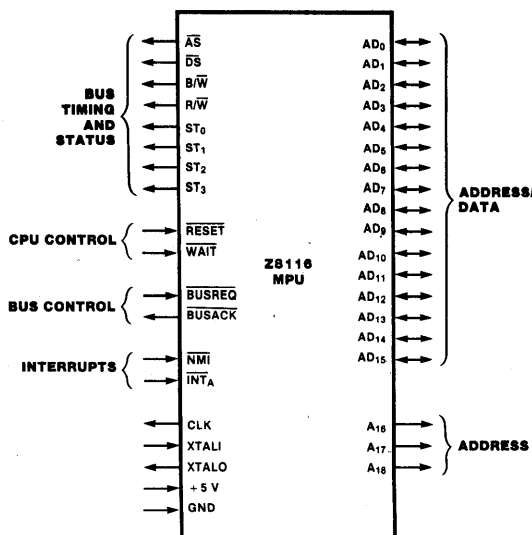 BUS
TIMING
AND
STATUS
AS
DS
B/W
R/W
ST0
ST1
ST2
ST3
CPU CONTROL
RESET
WAIT
BUS CONTROL
BUSREQ
BUSACK
INTERRUPTS
NMI
INTA
CLK
XTALI
XTALO
+5 V
GND
Z8116
MPU
AD0
AD1
AD2
AD3
AD4
AD5
AD6
AD7
AD8
AD9
AD10
AD11
AD12
AD13
AD14
AD15
ADDRESS/
DATA
A16
A17
A18
ADDRESS